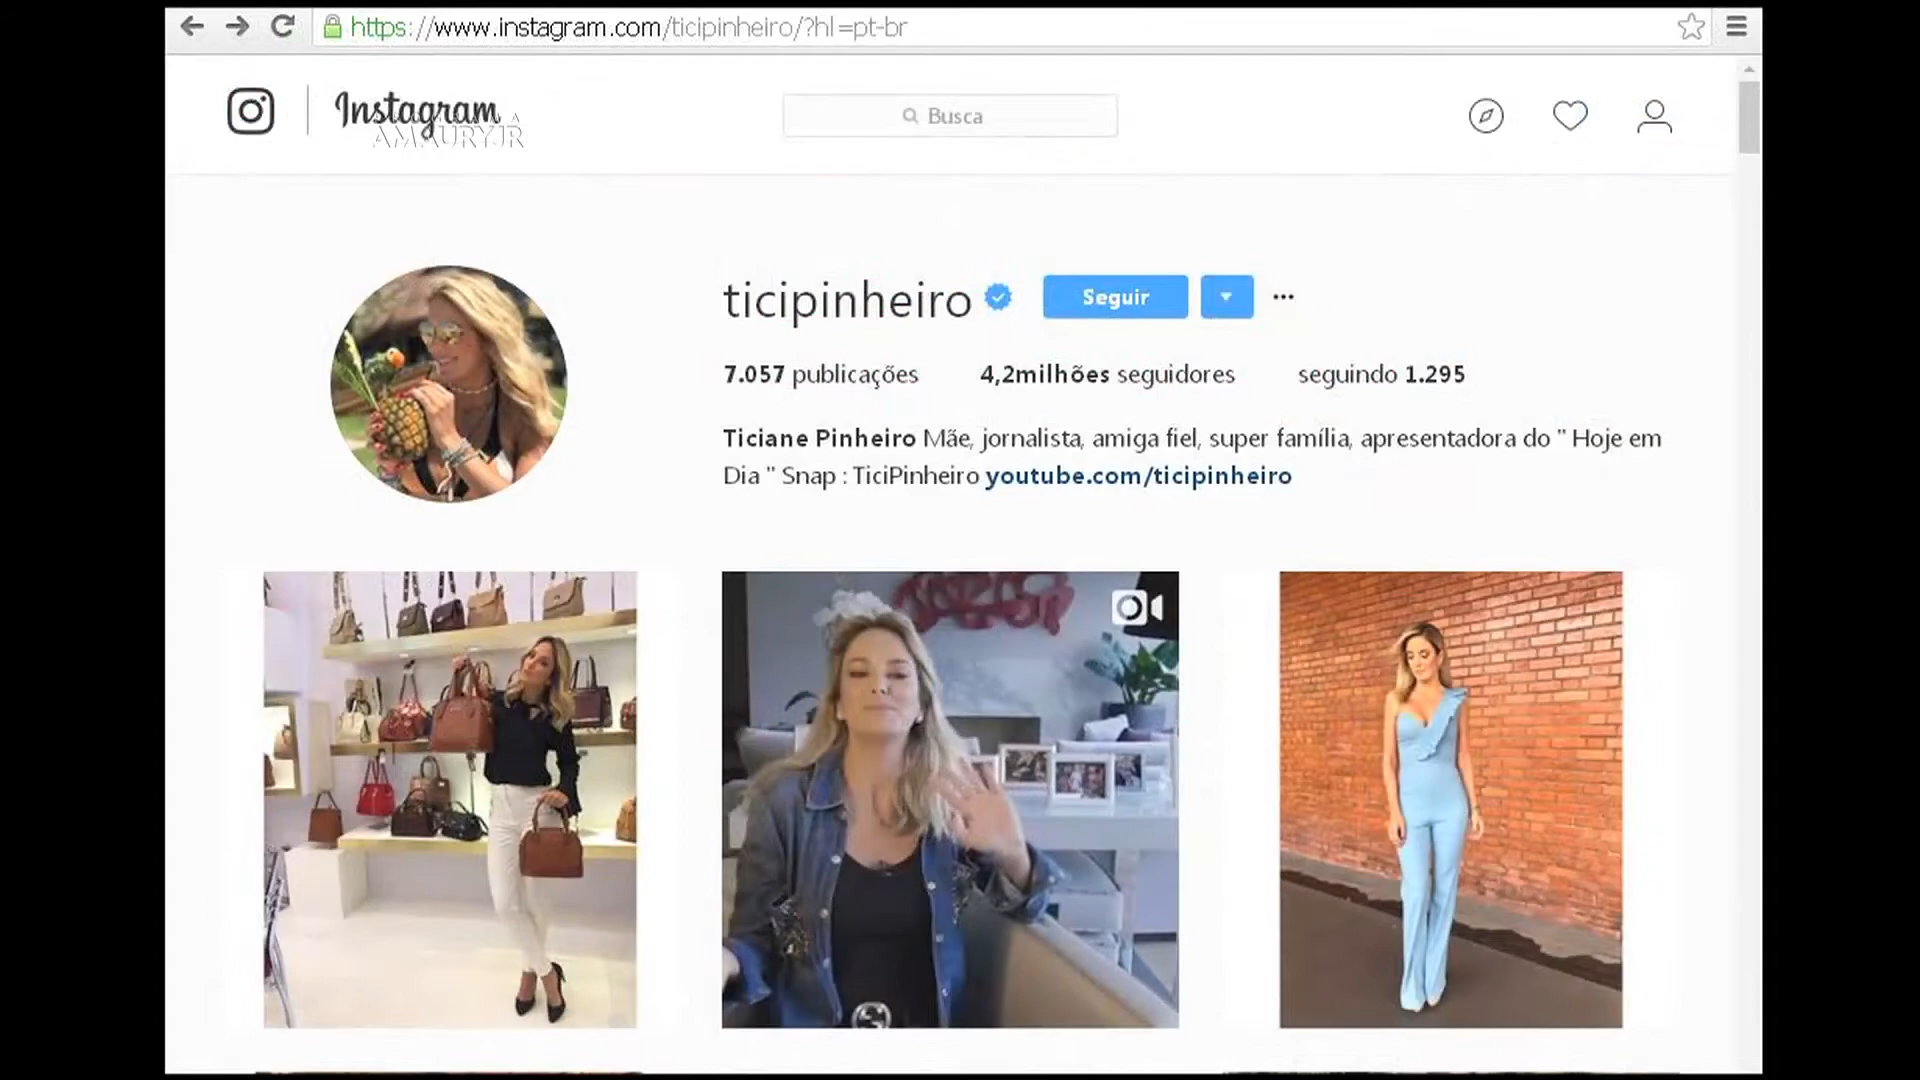 https://www.instagram.com/ticipinheiro/?hl=pt-br
Instagram
AMAURYJR
Busca
ticipinheiro
Seguir
7.057 publicações 4,2milhões seguidores seguindo 1.295
Ticiane Pinheiro Mãe, jornalista, amiga fiel, super família, apresentadora do " Hoje em
Dia " Snap : TiciPinheiro youtube.com/ticipinheiro